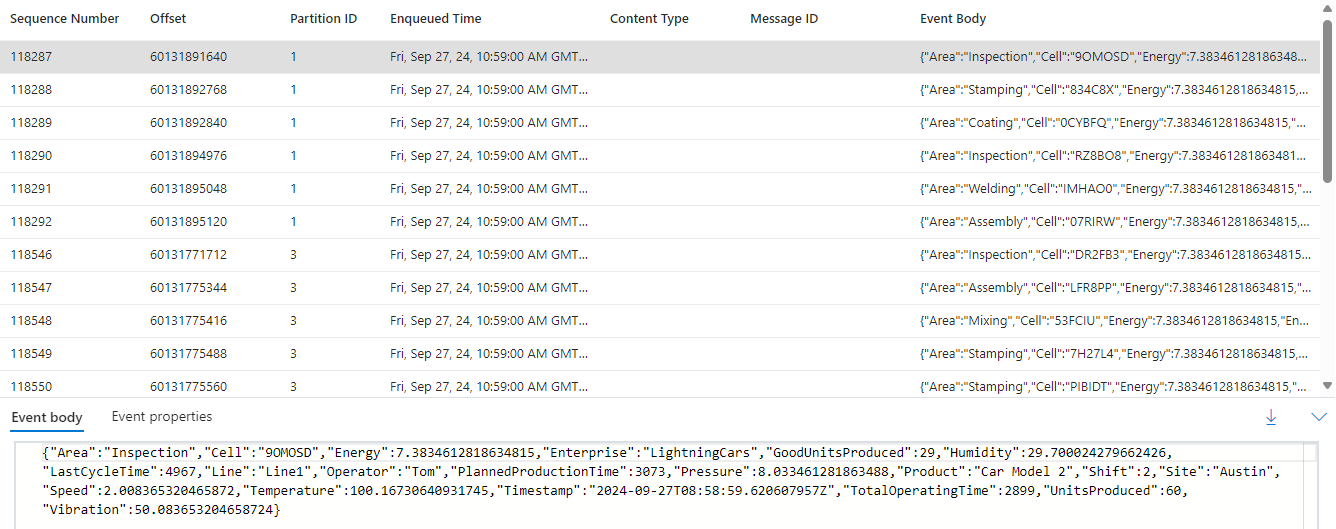 Sequence Number Offset Partition ID Enqueued Time Content Type Message ID Event Body
118287 60131891640 1 Fri, Sep 27, 24, 10:59:00 AM GMT... {"Area":"Inspection","Cell":"9OMOSD","Energy":7.38346128186348...
118288 60131892768 1 Fri, Sep 27, 24, 10:59:00 AM GMT... {"Area":"Stamping","Cell":"834C8X","Energy":7.3834612818634815,...
118289 60131892840 1 Fri, Sep 27, 24, 10:59:00 AM GMT... {"Area":"Coating","Cell":"0CYBFQ","Energy":7.3834612818634815,"...
118290 60131894976 1 Fri, Sep 27, 24, 10:59:00 AM GMT... {"Area":"Inspection","Cell":"RZ8BO8","Energy":7.383461281863481...
118291 60131895048 1 Fri, Sep 27, 24, 10:59:00 AM GMT... {"Area":"Welding","Cell":"IMHAO0","Energy":7.3834612818634815,"...
118292 60131895120 1 Fri, Sep 27, 24, 10:59:00 AM GMT... {"Area":"Assembly","Cell":"07RIRW","Energy":7.3834612818634815,...
118546 60131771712 3 Fri, Sep 27, 24, 10:59:00 AM GMT... {"Area":"Inspection","Cell":"DR2FB3","Energy":7.3834612818634815...
118547 60131775344 3 Fri, Sep 27, 24, 10:59:00 AM GMT... {"Area":"Assembly","Cell":"LFR8PP","Energy":7.3834612818634815,"...
118548 60131775416 3 Fri, Sep 27, 24, 10:59:00 AM GMT... {"Area":"Mixing","Cell":"53FCIU","Energy":7.3834612818634815,"En...
118549 60131775488 3 Fri, Sep 27, 24, 10:59:00 AM GMT... {"Area":"Stamping","Cell":"7H27L4","Energy":7.3834612818634815,...
118550 60131775560 3 Fri, Sep 27, 24, 10:59:00 AM GMT... {"Area":"Stamping","Cell":"PIBIDT","Energy":7.3834612818634815,"...
Event body Event properties
{"Area":"Inspection","Cell":"9OMOSD","Energy":7.3834612818634815,"Enterprise":"LightningCars","GoodUnitsProduced":29,"Humidity":29.700024279662426,
"LastCycleTime":4967,"Line":"Line1","Operator":"Tom","PlannedProductionTime":3073,"Pressure":8.033461281863488,"Product":"Car Model 2","Shift":2,"Site":"Austin",
"Speed":2.008365320465872,"Temperature":100.16730640931745,"Timestamp":"2024-09-27T08:58:59.620607957Z","TotalOperatingTime":2899,"UnitsProduced":60,
"Vibration":50.083653204658724}